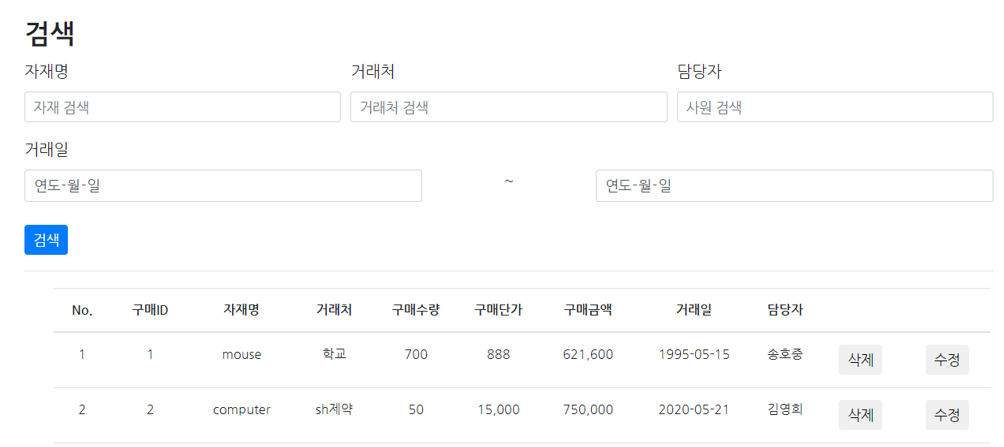 검색
자재명 거래처 담당자
자재 검색 거래처 검색 사원 검색
거래일
연도-월-일 ~ 연도-월-일
검색
No. 구매ID 자재명 거래처 구매수량 구매단가 구매금액 거래일 담당자
1 1 mouse 학교 700 888 621,600 1995-05-15 송호중 삭제 수정
2 2 computer sh제약 50 15,000 750,000 2020-05-21 김영희 삭제 수정